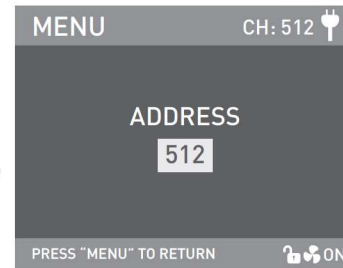 MENU CH: 512
ADDRESS
512
PRESS "MENU" TO RETURN ON